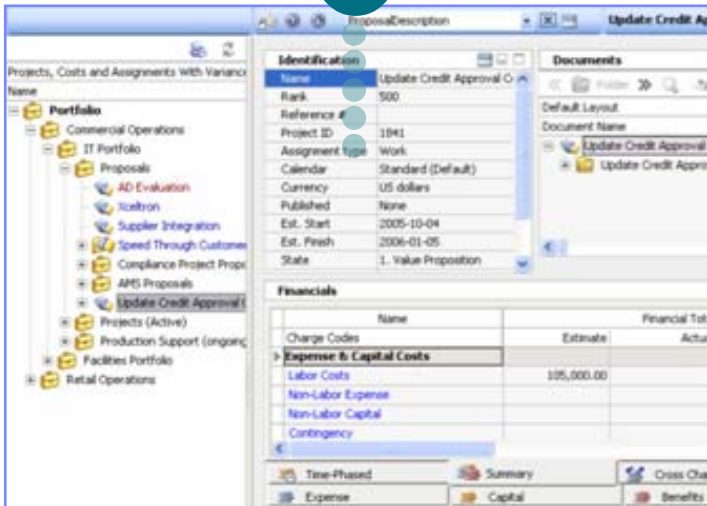 ProposalDescription
Update Credit Ap
Projects, Costs and Assignments With Variance
Name
Portfolio
Commercial Operations
IT Portfolio
Proposals
AD Evaluation
Xceltron
Supplier Integration
Speed Through Customer
Compliance Project Propo
AMS Proposals
Update Credit Approval
Projects (Active)
Production Support (ongoing
Facilities Portfolio
Retail Operations
Identification
Name Update Credit Approval O
Rank 500
Reference #
Project ID 1841
Assignment type Work
Calendar Standard (Default)
Currency US dollars
Published None
Est. Start 2005-10-04
Est. Finish 2006-01-05
State 1. Value Proposition
Documents
Folder
Default Layout
Document Name
Update Credit Approval
Update Credit Appro
Financials
Name Financial Tot
Charge Codes Estimate Actu
Expense & Capital Costs
Labor Costs 105,000.00
Non-Labor Expense
Non-Labor Capital
Contingency
Time-Phased Summary Cross Cha
Expense Capital Benefits